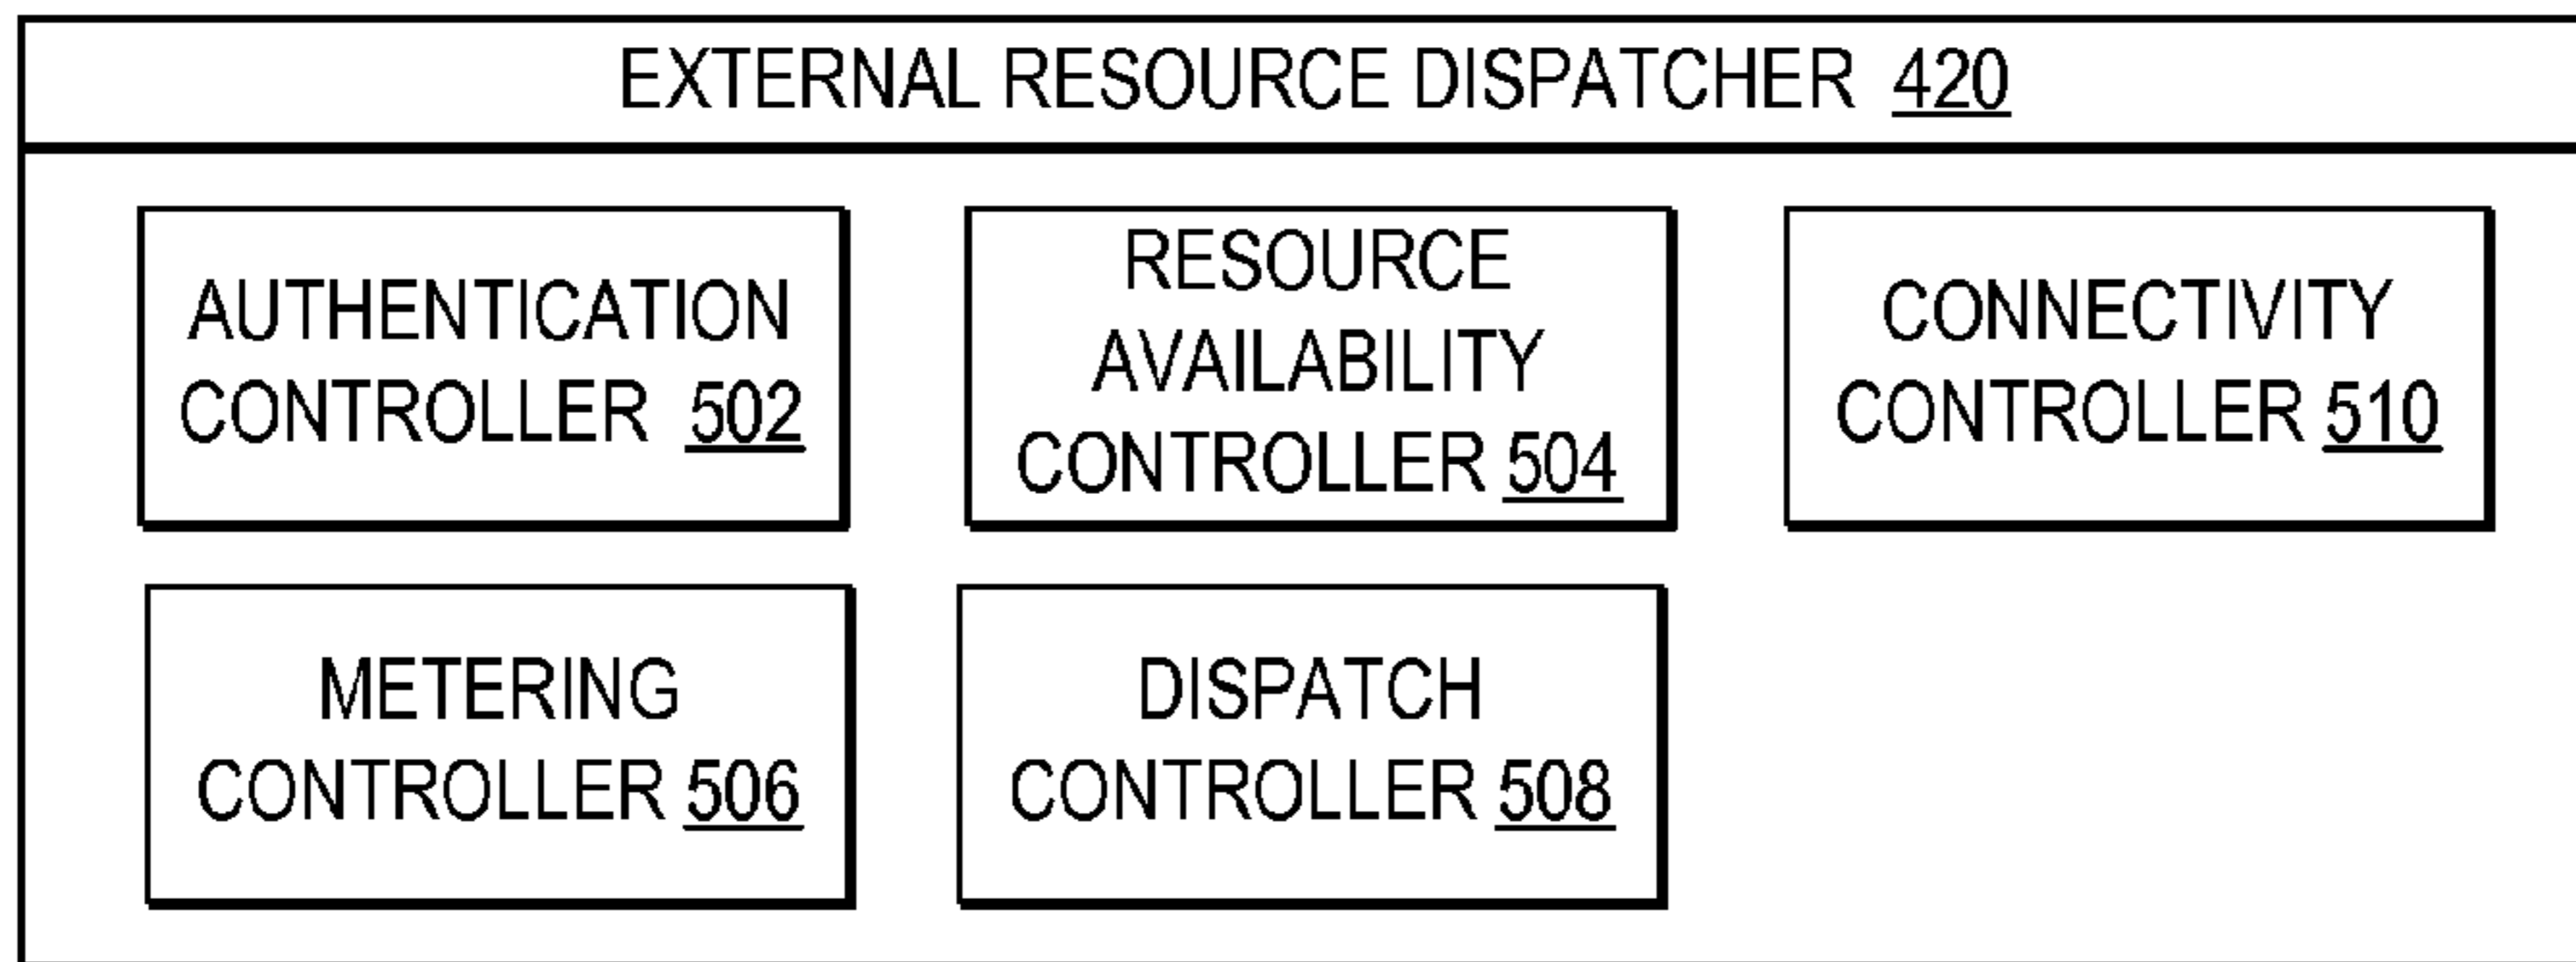 EXTERNAL RESOURCE DISPATCHER 420
AUTHENTICATION
CONTROLLER 502
RESOURCE
AVAILABILITY
CONTROLLER 504
CONNECTIVITY
CONTROLLER 510
METERING
CONTROLLER 506
DISPATCH
CONTROLLER 508